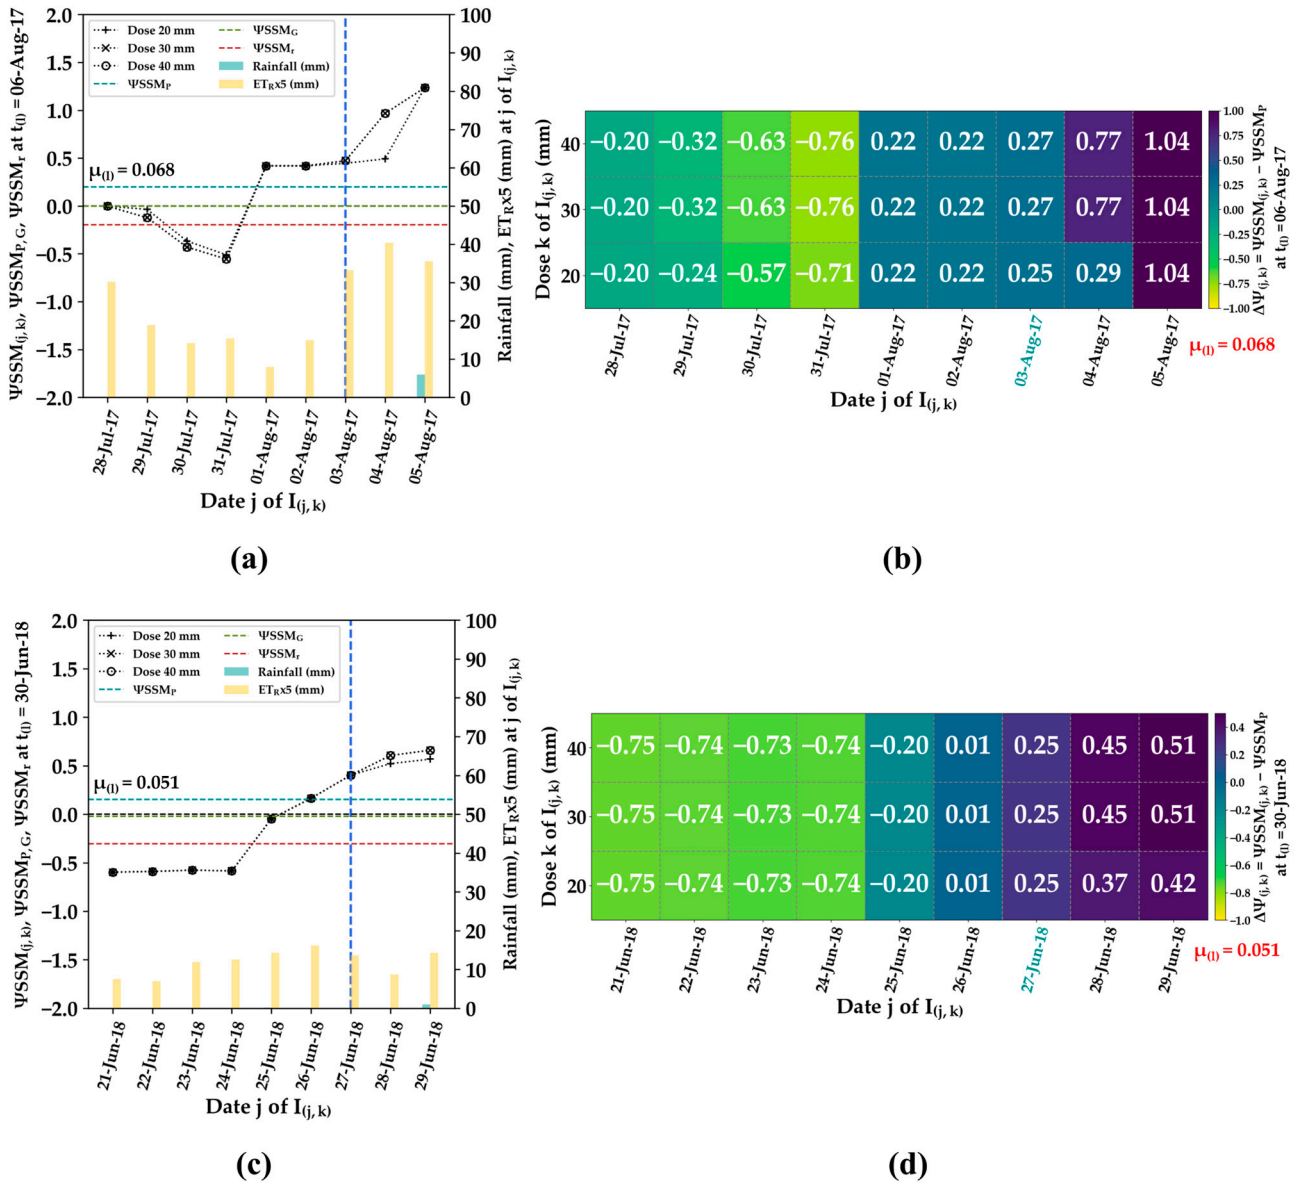 ΨSSM(j, k), ΨSSMP, G, ΨSSMr at t(l) = 06-Aug-17
2.0
1.5
1.0
0.5
0.0
−0.5
−1.0
−1.5
−2.0
Dose 20 mm
Dose 30 mm
Dose 40 mm
ΨSSMP
ΨSSMG
ΨSSMr
Rainfall (mm)
ETRx5 (mm)
μ(l) = 0.068
100
90
80
70
60
50
40
30
20
10
0
Rainfall (mm), ETRx5 (mm) at j of I(j, k)
28-Jul-17
29-Jul-17
30-Jul-17
31-Jul-17
01-Aug-17
02-Aug-17
03-Aug-17
04-Aug-17
05-Aug-17
Date j of I(j, k)
(a)
Dose k of I(j, k) (mm)
40 −0.20 −0.32 −0.63 −0.76 0.22 0.22 0.27 0.77 1.04
30 −0.20 −0.32 −0.63 −0.76 0.22 0.22 0.27 0.77 1.04
20 −0.20 −0.24 −0.57 −0.71 0.22 0.22 0.25 0.29 1.04
28-Jul-17
29-Jul-17
30-Jul-17
31-Jul-17
01-Aug-17
02-Aug-17
03-Aug-17
04-Aug-17
05-Aug-17
Date j of I(j, k)
1.00
0.75
0.50
0.25
0.00
−0.25
−0.50
−0.75
−1.00
ΔΨ(j, k) = ΨSSM(j, k) − ΨSSMP
at t(l) = 06-Aug-17
μ(l) = 0.068
(b)
ΨSSM(j, k), ΨSSMP, G, ΨSSMr at t(l) = 30-Jun-18
2.0
1.5
1.0
0.5
0.0
−0.5
−1.0
−1.5
−2.0
Dose 20 mm
Dose 30 mm
Dose 40 mm
ΨSSMP
ΨSSMG
ΨSSMr
Rainfall (mm)
ETRx5 (mm)
μ(l) = 0.051
100
90
80
70
60
50
40
30
20
10
0
Rainfall (mm), ETRx5 (mm) at j of I(j, k)
21-Jun-18
22-Jun-18
23-Jun-18
24-Jun-18
25-Jun-18
26-Jun-18
27-Jun-18
28-Jun-18
29-Jun-18
Date j of I(j, k)
(c)
Dose k of I(j, k) (mm)
40 −0.75 −0.74 −0.73 −0.74 −0.20 0.01 0.25 0.45 0.51
30 −0.75 −0.74 −0.73 −0.74 −0.20 0.01 0.25 0.45 0.51
20 −0.75 −0.74 −0.73 −0.74 −0.20 0.01 0.25 0.37 0.42
21-Jun-18
22-Jun-18
23-Jun-18
24-Jun-18
25-Jun-18
26-Jun-18
27-Jun-18
28-Jun-18
29-Jun-18
Date j of I(j, k)
0.4
0.2
0.0
−0.2
−0.4
−0.6
−0.8
−1.0
ΔΨ(j, k) = ΨSSM(j, k) − ΨSSMP
at t(l) = 30-Jun-18
μ(l) = 0.051
(d)